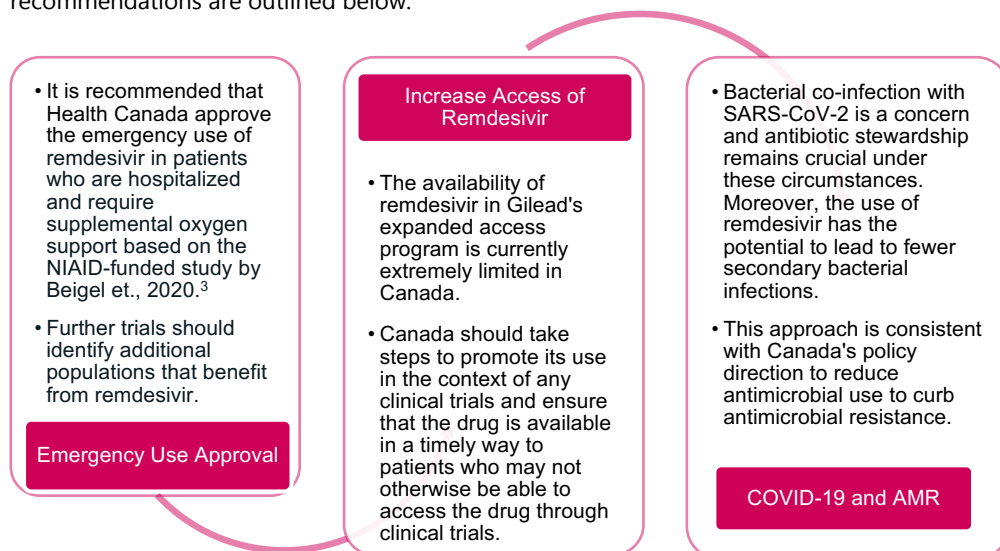 recommendations are outlined below.
• It is recommended that
Health Canada approve
the emergency use of
remdesivir in patients
who are hospitalized
and require
supplemental oxygen
support based on the
NIAID-funded study by
Beigel et., 2020.³
• Further trials should
identify additional
populations that benefit
from remdesivir.
Emergency Use Approval
Increase Access of
Remdesivir
• The availability of
remdesivir in Gilead's
expanded access
program is currently
extremely limited in
Canada.
• Canada should take
steps to promote its use
in the context of any
clinical trials and ensure
that the drug is available
in a timely way to
patients who may not
otherwise be able to
access the drug through
clinical trials.
• Bacterial co-infection with
SARS-CoV-2 is a concern
and antibiotic stewardship
remains crucial under
these circumstances.
Moreover, the use of
remdesivir has the
potential to lead to fewer
secondary bacterial
infections.
• This approach is consistent
with Canada's policy
direction to reduce
antimicrobial use to curb
antimicrobial resistance.
COVID-19 and AMR